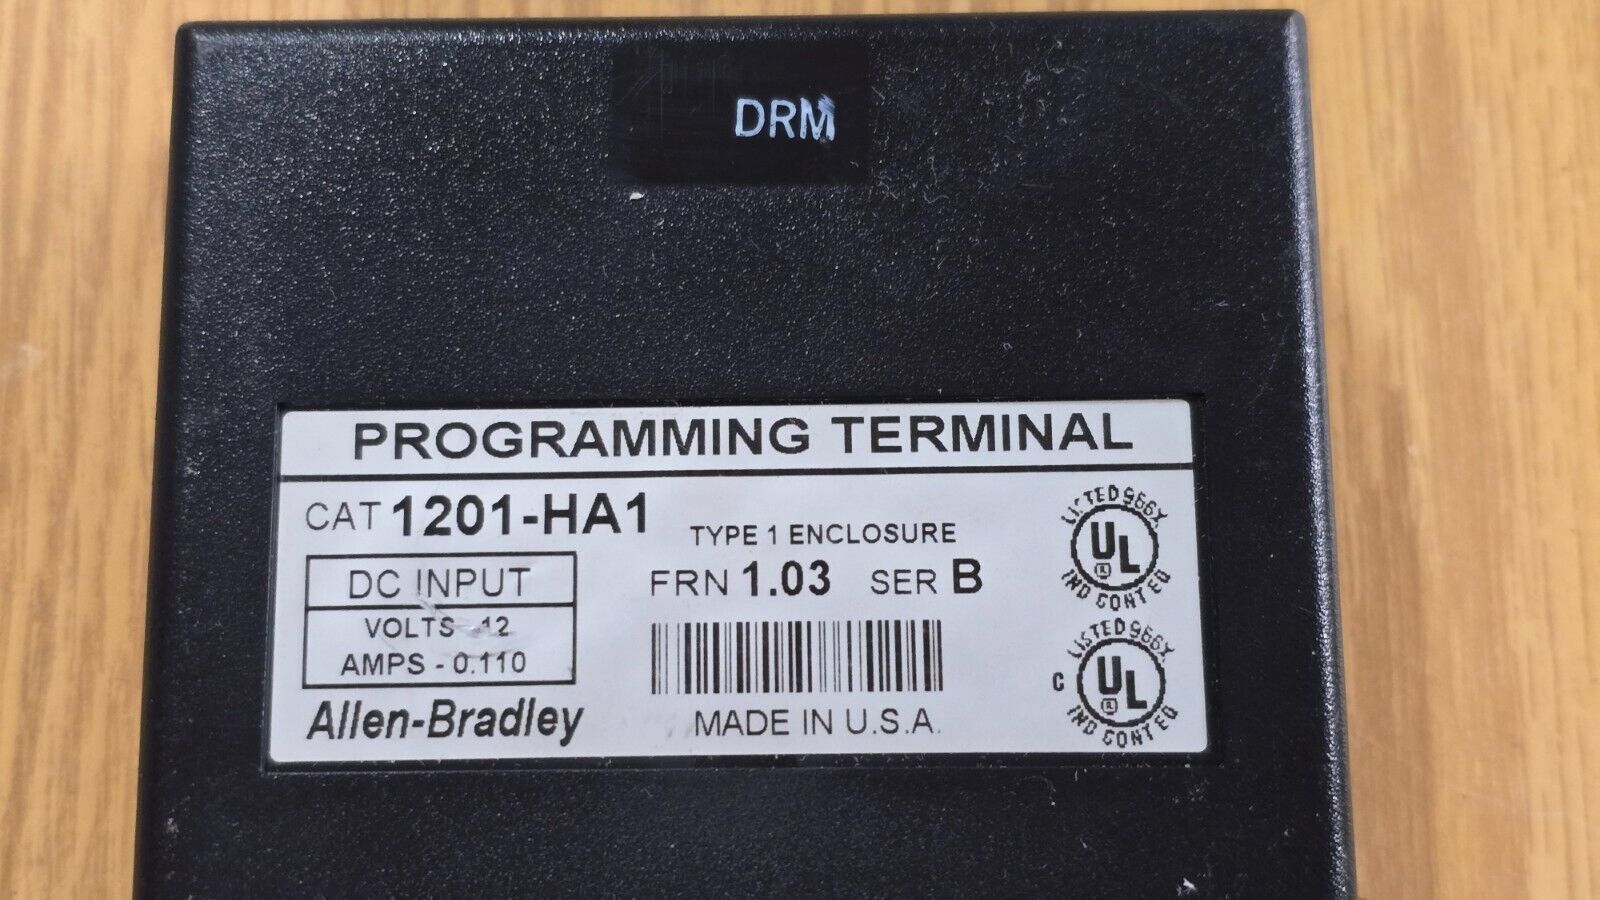 DRM
PROGRAMMING TERMINAL
CAT 1201-HA1
TYPE 1 ENCLOSURE
DC INPUT
VOLTS -12
AMPS - 0.110
FRN 1.03 SER B
Allen-Bradley
MADE IN U.S.A.
LISTED 966X
UL
IND CONT EQ
LISTED 966X
C UL
IND CONT EQ